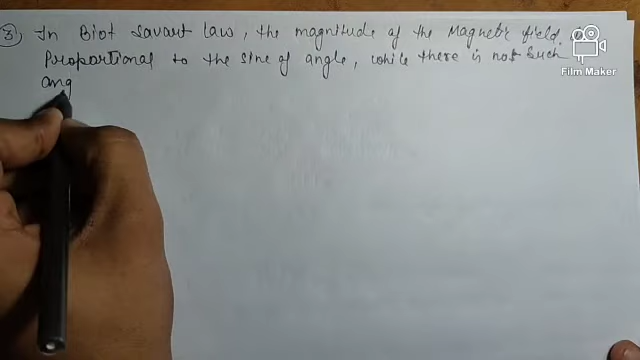 ③ In Biot Savart law, the magnitude of the Magnetic field
Proportional to the sine of angle, while there is not such
ang
Film Maker